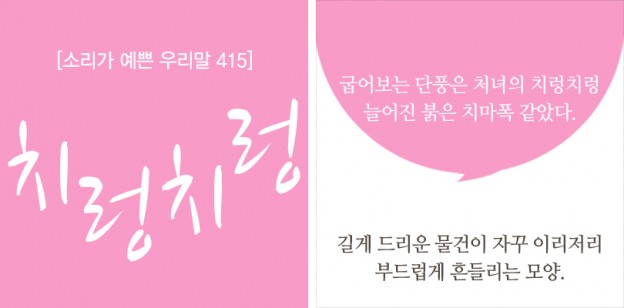 [소리가 예쁜 우리말 415]
치렁치렁
굽어보는 단풍은 처녀의 치렁치렁
늘어진 붉은 치마폭 같았다.
길게 드리운 물건이 자꾸 이리저리
부드럽게 흔들리는 모양.